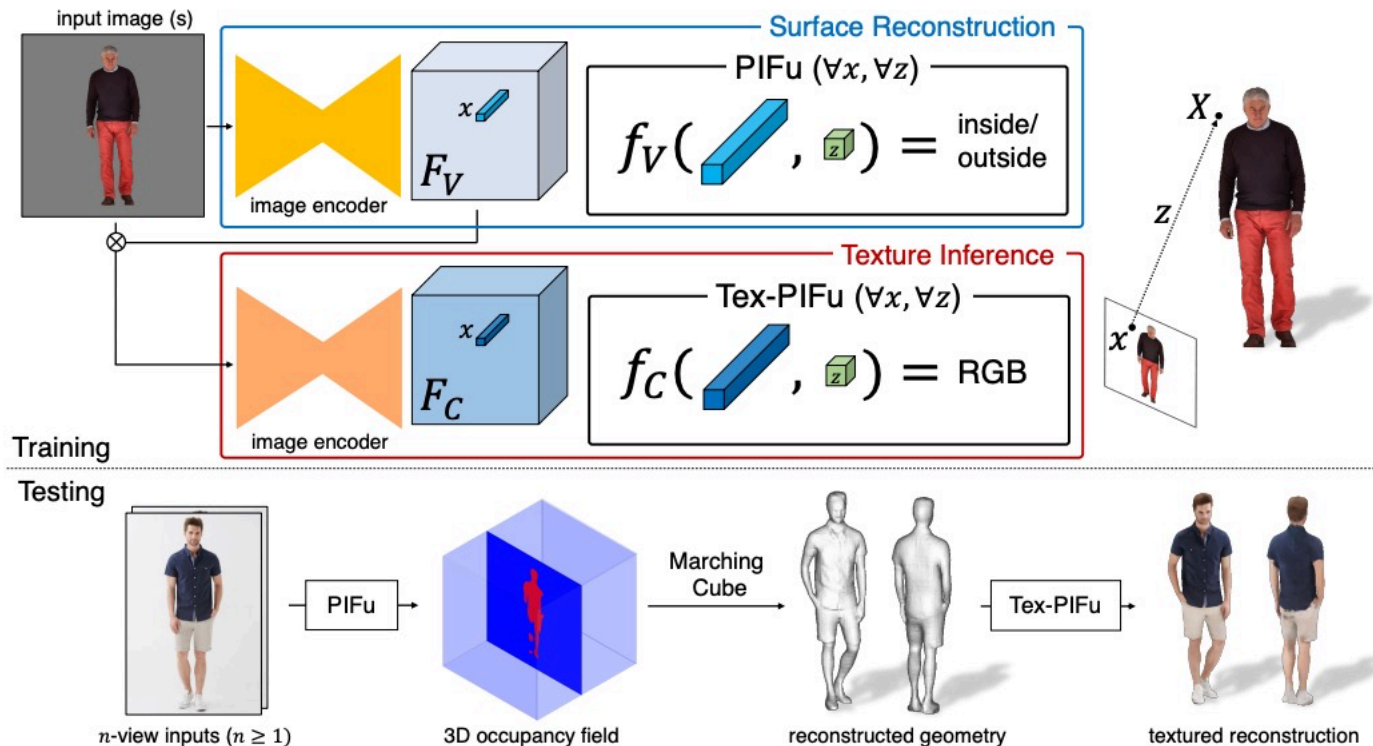 input image (s)
Surface Reconstruction
PIFu (∀x, ∀z)
x
F_V
image encoder
f_V( , z ) = inside/
outside
X
z
x
Texture Inference
Tex-PIFu (∀x, ∀z)
x
F_C
image encoder
f_C( , z ) = RGB
Training
Testing
PIFu
Marching
Cube
Tex-PIFu
n-view inputs (n ≥ 1)
3D occupancy field
reconstructed geometry
textured reconstruction